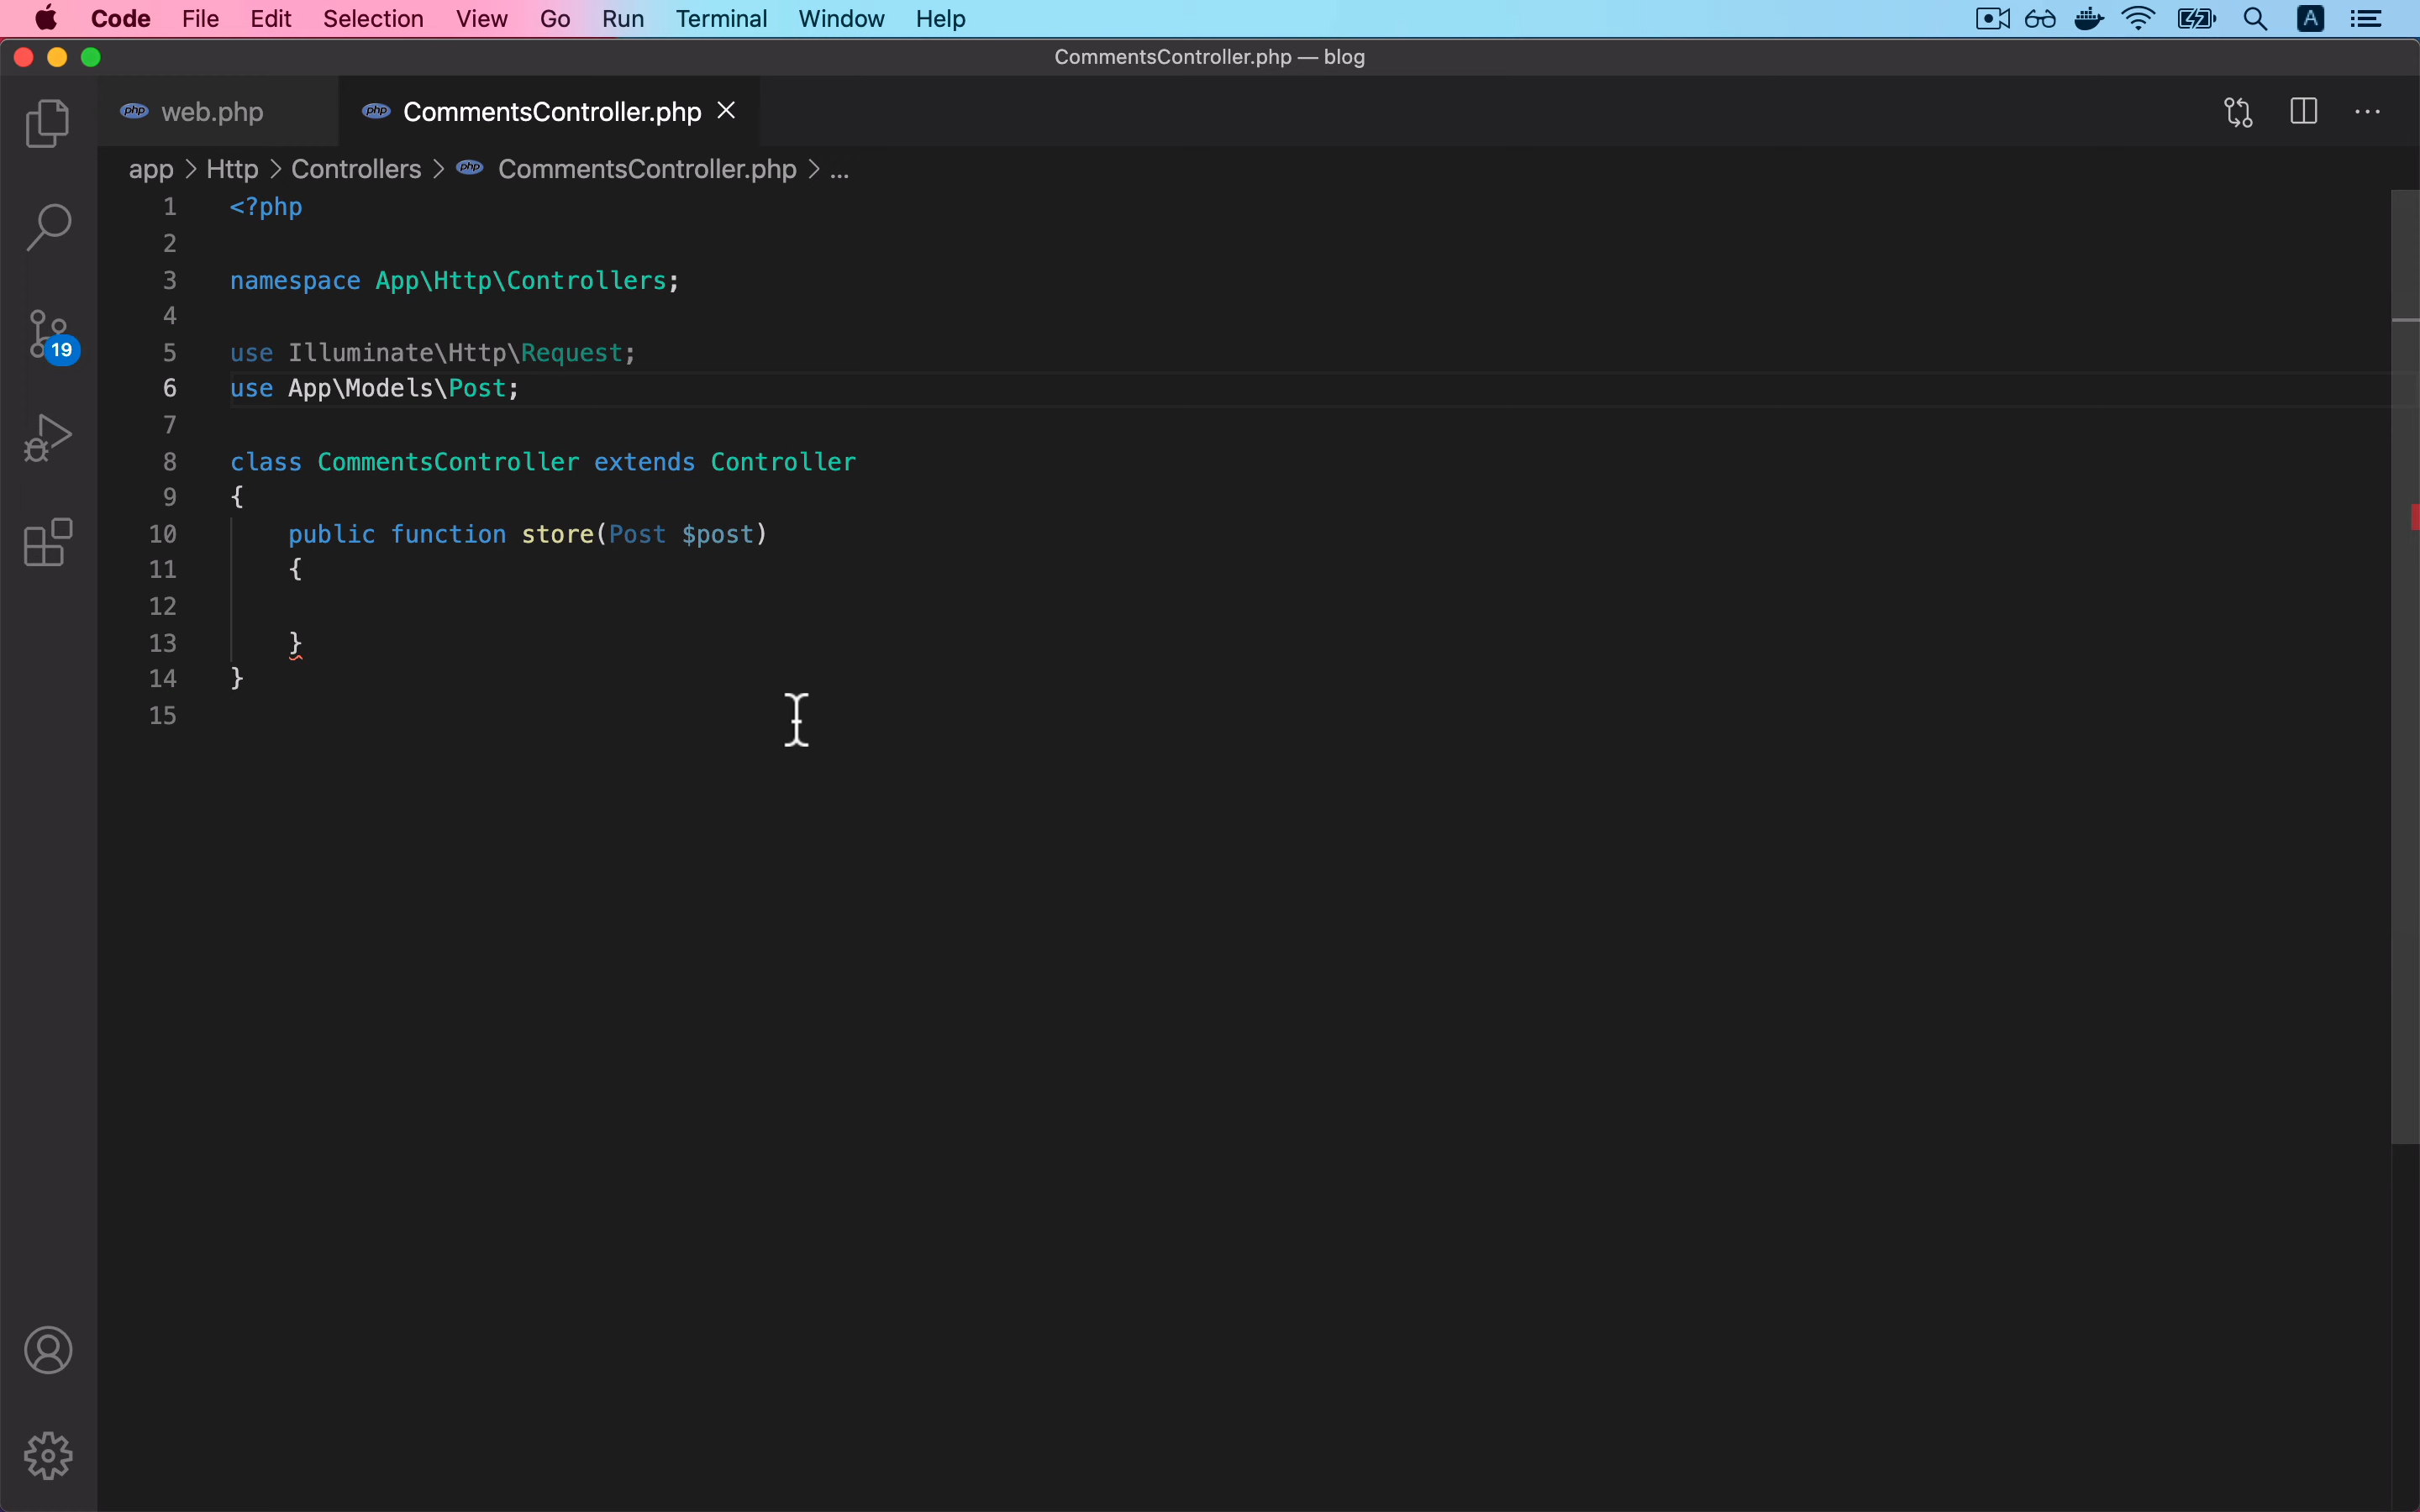 Code File Edit Selection View Go Run Terminal Window Help A
CommentsController.php — blog
php web.php php CommentsController.php
app > Http > Controllers > php CommentsController.php > ...
1 <?php
2
3 namespace App\Http\Controllers;
4
5 use Illuminate\Http\Request;
6 use App\Models\Post;
7
8 class CommentsController extends Controller
9 {
10 public function store(Post $post)
11 {
12
13 }
14 }
15
19